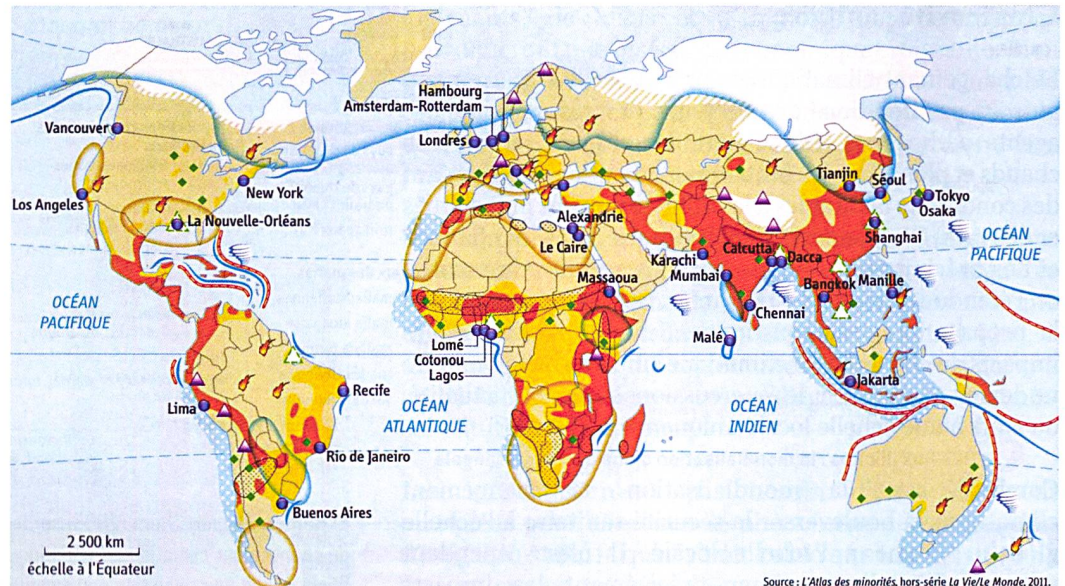 Hambourg
Amsterdam-Rotterdam
Londres
Vancouver
New York
Los Angeles
La Nouvelle-Orléans
Tianjin
Séoul
Tokyo
Osaka
Shanghai
Alexandrie
Le Caire
Massaoua
Karachi
Mumbai
Calcutta
Dacca
Bangkok
Manille
Chennai
Malé
Jakarta
OCÉAN
PACIFIQUE
OCÉAN
PACIFIQUE
Lomé
Cotonou
Lagos
Recife
Lima
Rio de Janeiro
Buenos Aires
OCÉAN
ATLANTIQUE
OCÉAN
INDIEN
2 500 km
échelle à l'Équateur
Source : L'Atlas des minorités, hors-série La Vie/Le Monde, 2011.